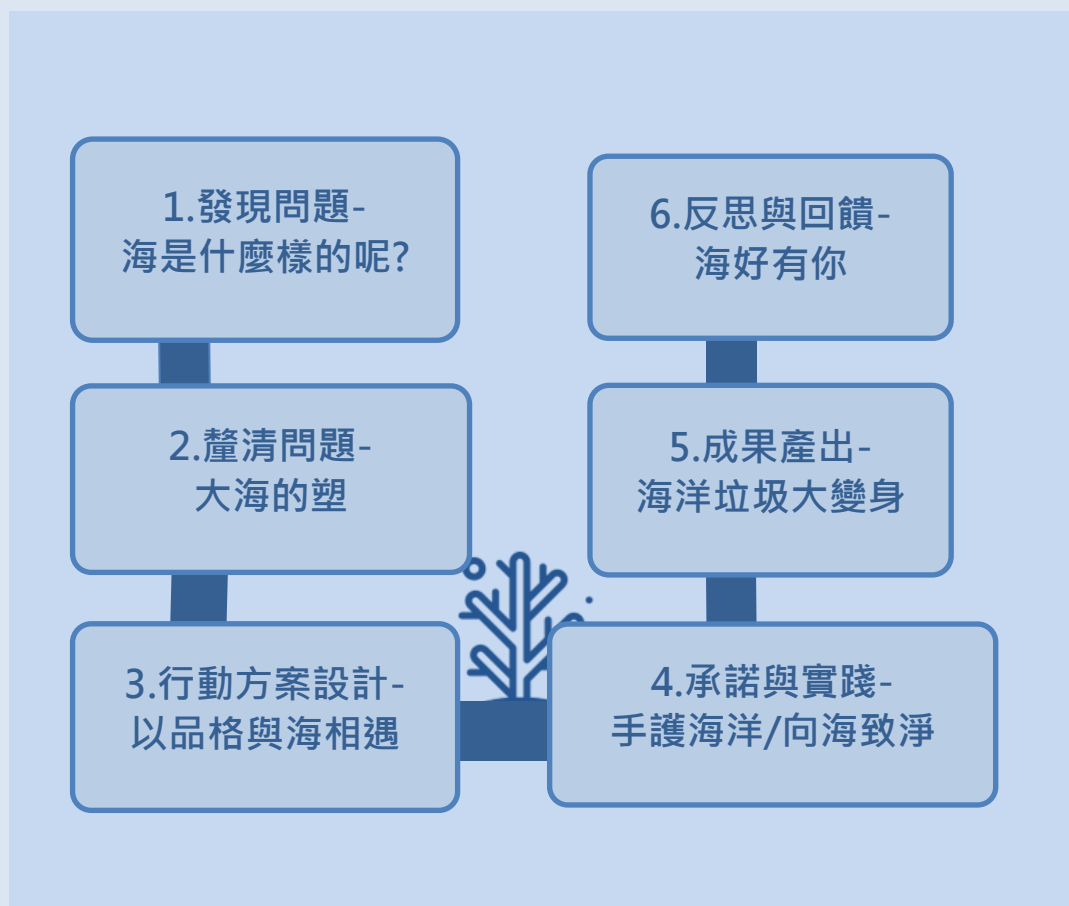 1.發現問題-
海是什麼樣的呢?
2.釐清問題-
大海的塑
3.行動方案設計-
以品格與海相遇
4.承諾與實踐-
手護海洋/向海致淨
5.成果產出-
海洋垃圾大變身
6.反思與回饋-
海好有你